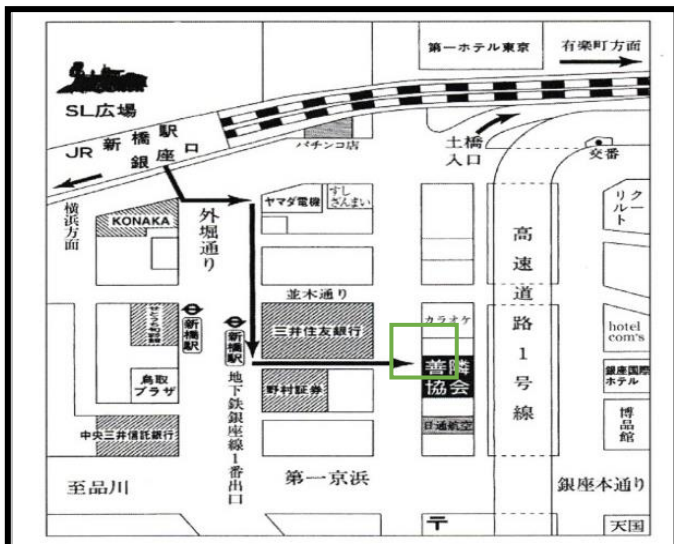 第一ホテル東京
有楽町方面
SL広場
JR 新橋駅
銀座口
パチンコ店
土橋
入口
交番
横浜方面
KONAKA
外堀通り
ヤマダ電機
すし
ざんまい
高速道路1号線
リクルート
並木通り
カラオケ
新橋駅
新橋駅
三井住友銀行
hotel
com's
善隣
協会
鳥取
プラザ
野村証券
銀座国際
ホテル
地下鉄銀座線1番出口
日通航空
博品館
中央三井信託銀行
至品川
第一京浜
銀座本通り
〒
天国